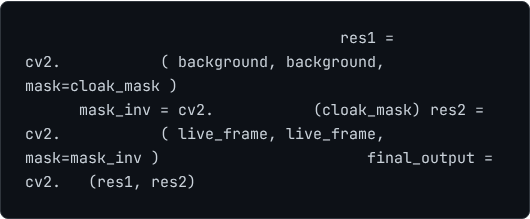 res1 =
cv2. ( background, background,
mask=cloak_mask )
mask_inv = cv2. (cloak_mask) res2 =
cv2. ( live_frame, live_frame,
mask=mask_inv ) final_output =
cv2. (res1, res2)